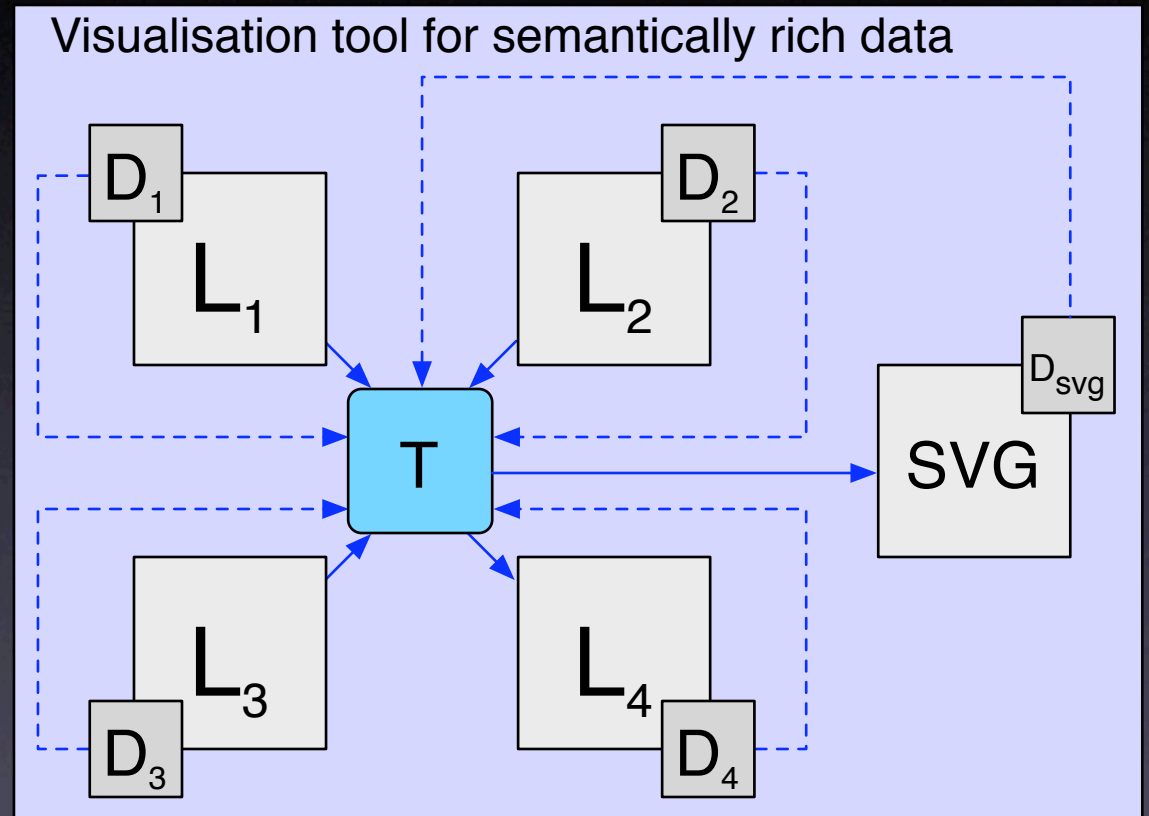 Visualisation tool for semantically rich data
D1
D2
L1
L2
Dsvg
T
SVG
L3
L4
D3
D4